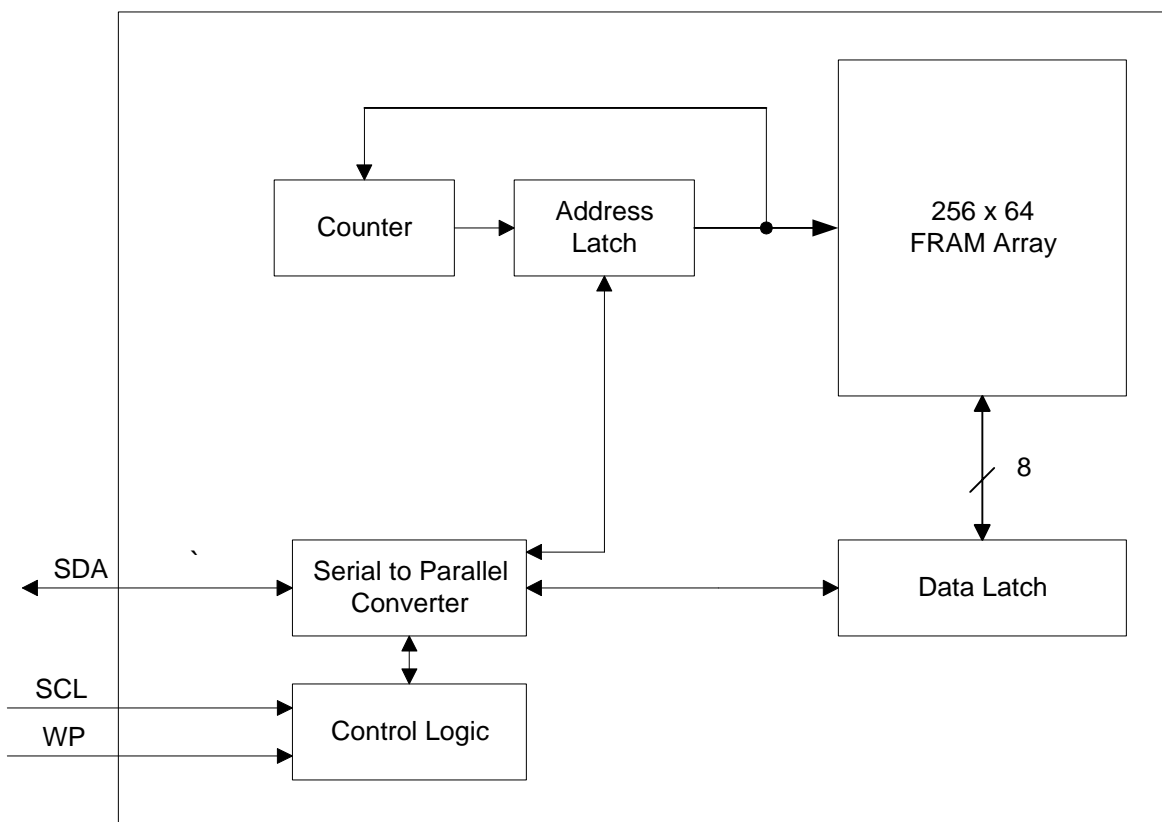 Counter
Address
Latch
256 x 64
FRAM Array
8
SDA
`
Serial to Parallel
Converter
Data Latch
SCL
WP
Control Logic